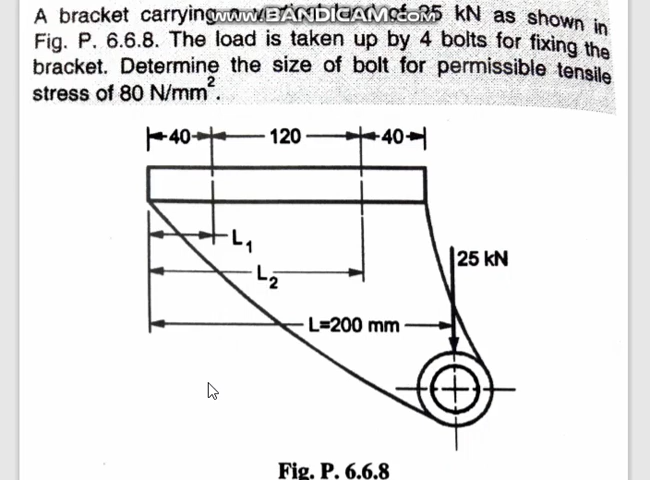 A bracket carrying of 25 kN as shown in
www.BANDICAM.com
Fig. P. 6.6.8. The load is taken up by 4 bolts for fixing the
bracket. Determine the size of bolt for permissible tensile
stress of 80 N/mm².
40 120 40
L₁
25 kN
L₂
L=200 mm
Fig. P. 6.6.8